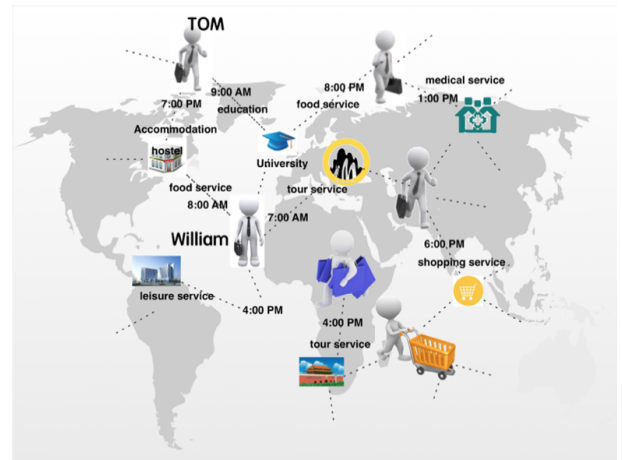 TOM
9:00 AM
education
7:00 PM
Accommodation
hostel
8:00 PM
food service
medical service
1:00 PM
University
food service
8:00 AM
tour service
7:00 AM
William
6:00 PM
shopping service
leisure service
4:00 PM
4:00 PM
tour service